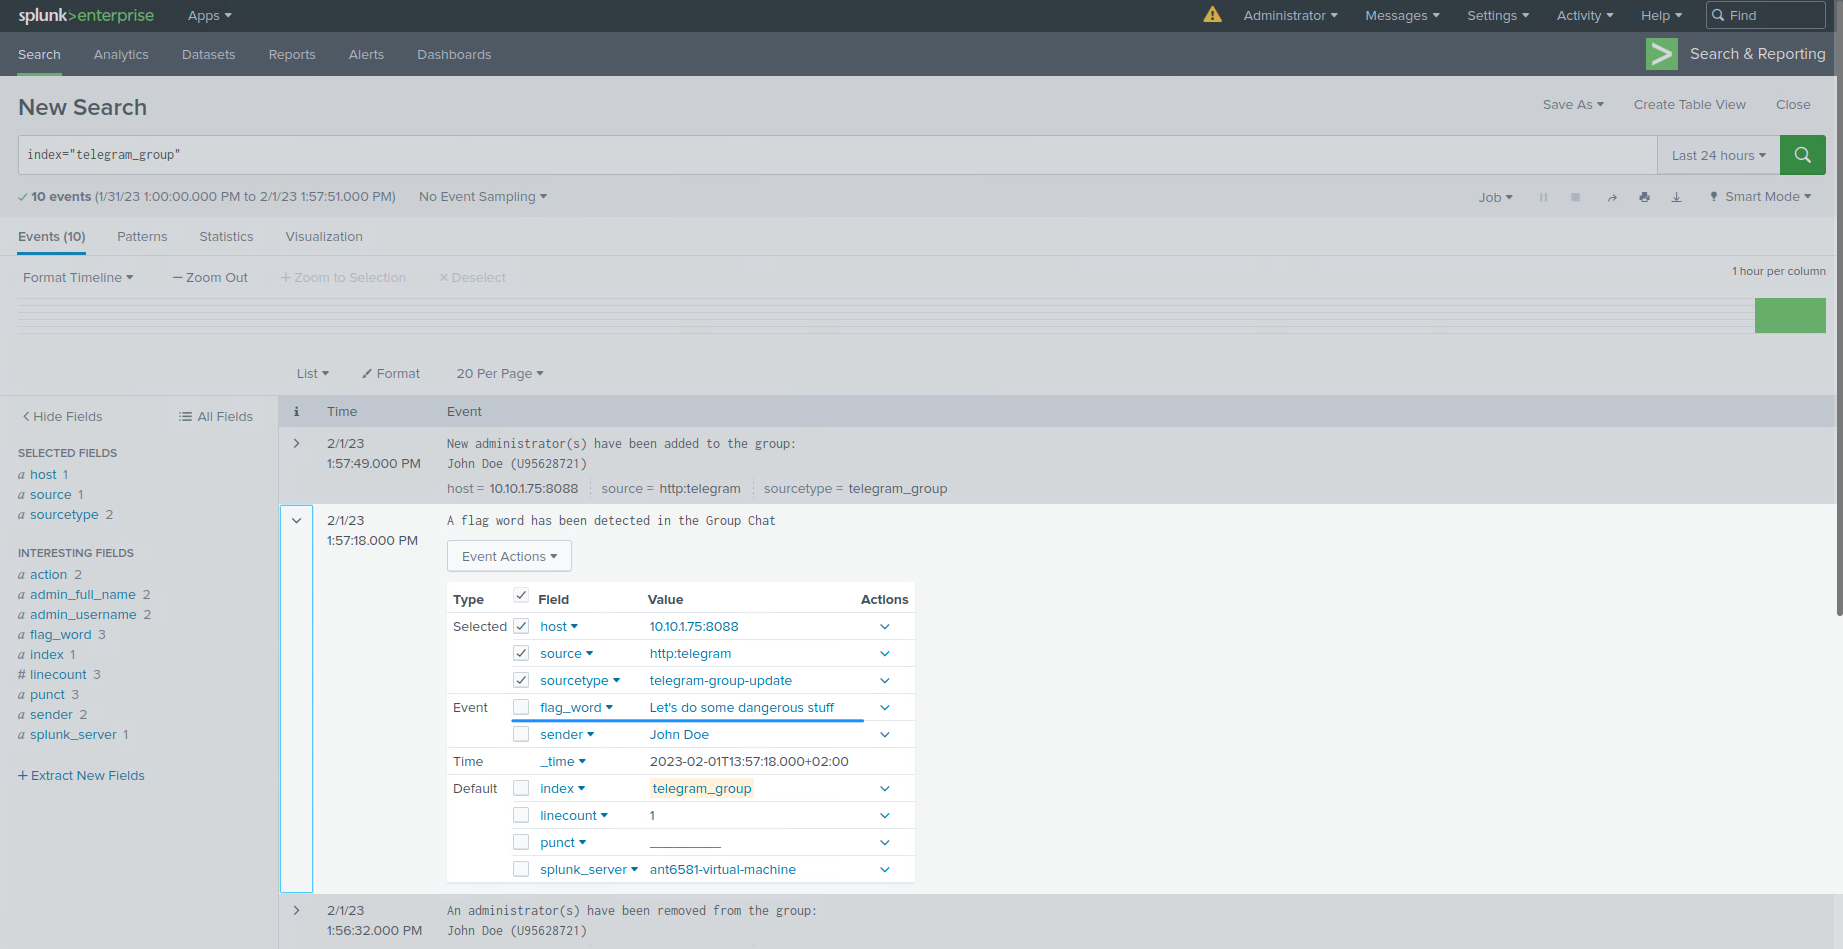 splunk>enterprise Apps Administrator Messages Settings Activity Help Find
Search Analytics Datasets Reports Alerts Dashboards Search & Reporting
New Search Save As Create Table View Close
index="telegram_group" Last 24 hours
10 events (1/31/23 1:00:00.000 PM to 2/1/23 1:57:51.000 PM) No Event Sampling Job Smart Mode
Events (10) Patterns Statistics Visualization
Format Timeline — Zoom Out + Zoom to Selection × Deselect 1 hour per column
List Format 20 Per Page
< Hide Fields All Fields
i Time Event
SELECTED FIELDS
a host 1
a source 1
a sourcetype 2
INTERESTING FIELDS
a action 2
a admin_full_name 2
a admin_username 2
a flag_word 3
a index 1
# linecount 3
a punct 3
a sender 2
a splunk_server 1
+ Extract New Fields
2/1/23 New administrator(s) have been added to the group:
1:57:49.000 PM John Doe (U95628721)
host = 10.10.1.75:8088 source = http:telegram sourcetype = telegram_group
2/1/23 A flag word has been detected in the Group Chat
1:57:18.000 PM
Event Actions
Type Field Value Actions
Selected host 10.10.1.75:8088
source http:telegram
sourcetype telegram-group-update
Event flag_word Let's do some dangerous stuff
sender John Doe
Time _time 2023-02-01T13:57:18.000+02:00
Default index telegram_group
linecount 1
punct __________
splunk_server ant6581-virtual-machine
2/1/23 An administrator(s) have been removed from the group:
1:56:32.000 PM John Doe (U95628721)